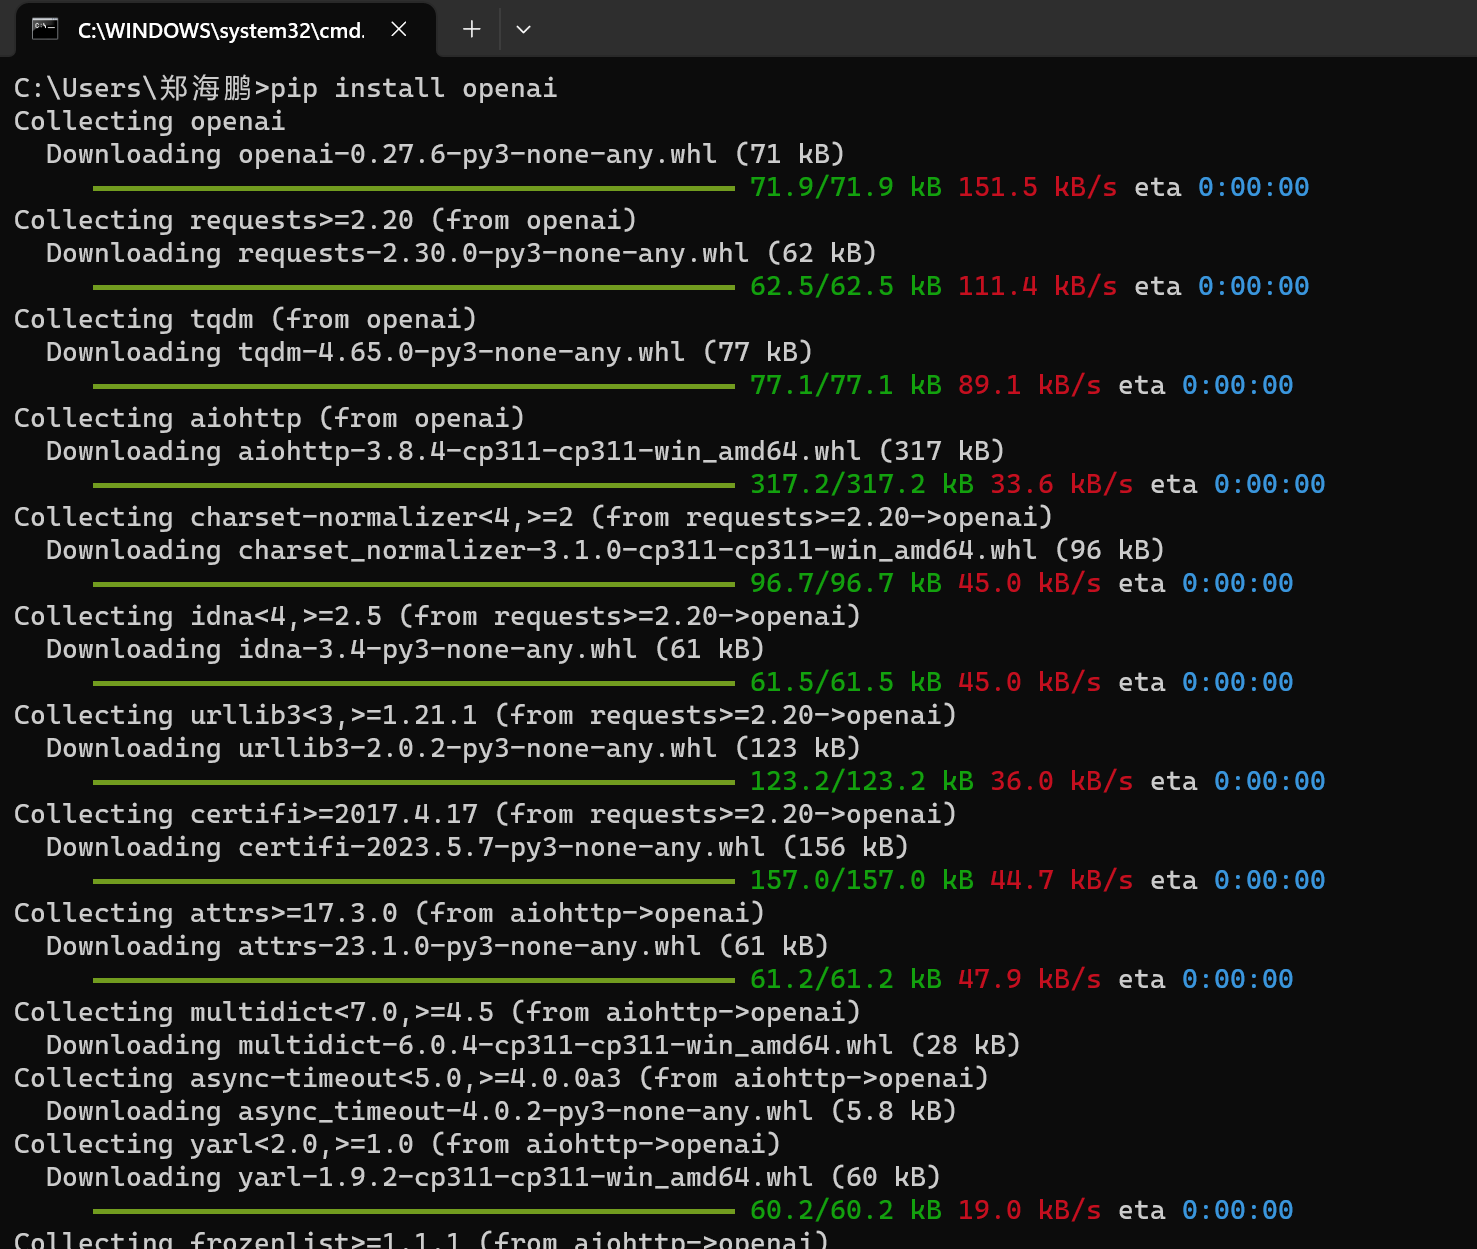 C:\WINDOWS\system32\cmd.
C:\Users\郑海鹏>pip install openai
Collecting openai
Downloading openai-0.27.6-py3-none-any.whl (71 kB)
71.9/71.9 kB 151.5 kB/s eta 0:00:00
Collecting requests>=2.20 (from openai)
Downloading requests-2.30.0-py3-none-any.whl (62 kB)
62.5/62.5 kB 111.4 kB/s eta 0:00:00
Collecting tqdm (from openai)
Downloading tqdm-4.65.0-py3-none-any.whl (77 kB)
77.1/77.1 kB 89.1 kB/s eta 0:00:00
Collecting aiohttp (from openai)
Downloading aiohttp-3.8.4-cp311-cp311-win_amd64.whl (317 kB)
317.2/317.2 kB 33.6 kB/s eta 0:00:00
Collecting charset-normalizer<4,>=2 (from requests>=2.20->openai)
Downloading charset_normalizer-3.1.0-cp311-cp311-win_amd64.whl (96 kB)
96.7/96.7 kB 45.0 kB/s eta 0:00:00
Collecting idna<4,>=2.5 (from requests>=2.20->openai)
Downloading idna-3.4-py3-none-any.whl (61 kB)
61.5/61.5 kB 45.0 kB/s eta 0:00:00
Collecting urllib3<3,>=1.21.1 (from requests>=2.20->openai)
Downloading urllib3-2.0.2-py3-none-any.whl (123 kB)
123.2/123.2 kB 36.0 kB/s eta 0:00:00
Collecting certifi>=2017.4.17 (from requests>=2.20->openai)
Downloading certifi-2023.5.7-py3-none-any.whl (156 kB)
157.0/157.0 kB 44.7 kB/s eta 0:00:00
Collecting attrs>=17.3.0 (from aiohttp->openai)
Downloading attrs-23.1.0-py3-none-any.whl (61 kB)
61.2/61.2 kB 47.9 kB/s eta 0:00:00
Collecting multidict<7.0,>=4.5 (from aiohttp->openai)
Downloading multidict-6.0.4-cp311-cp311-win_amd64.whl (28 kB)
Collecting async-timeout<5.0,>=4.0.0a3 (from aiohttp->openai)
Downloading async_timeout-4.0.2-py3-none-any.whl (5.8 kB)
Collecting yarl<2.0,>=1.0 (from aiohttp->openai)
Downloading yarl-1.9.2-cp311-cp311-win_amd64.whl (60 kB)
60.2/60.2 kB 19.0 kB/s eta 0:00:00
Collecting frozenlist>=1.1.1 (from aiohttp->openai)